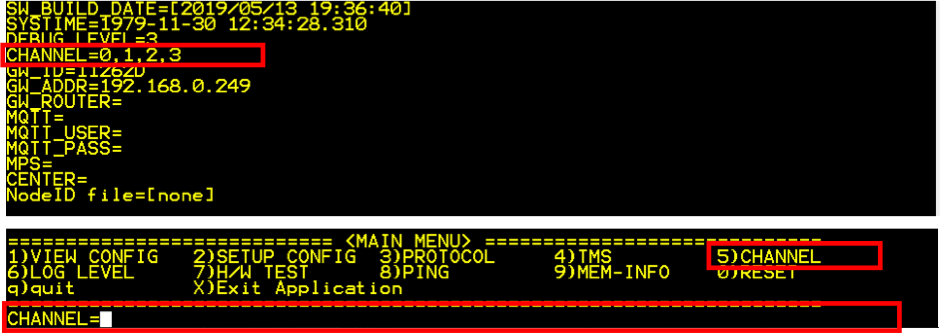 SW_BUILD_DATE=[2019/05/13 19:36:40]
SYSTIME=1979-11-30 12:34:28.310
DEBUG_LEVEL=3
CHANNEL=0,1,2,3
GW_ID=11262D
GW_ADDR=192.168.0.249
GW_ROUTER=
MQTT=
MQTT_USER=
MQTT_PASS=
MPS=
CENTER=
NodeID file=[none]
============================ <MAIN MENU> =============================
1)VIEW CONFIG 2)SETUP CONFIG 3)PROTOCOL 4)TMS 5)CHANNEL
6)LOG LEVEL 7)H/W TEST 8)PING 9)MEM-INFO 0)RESET
q)quit X)Exit Application
----------------------------------------------------------------------
CHANNEL=